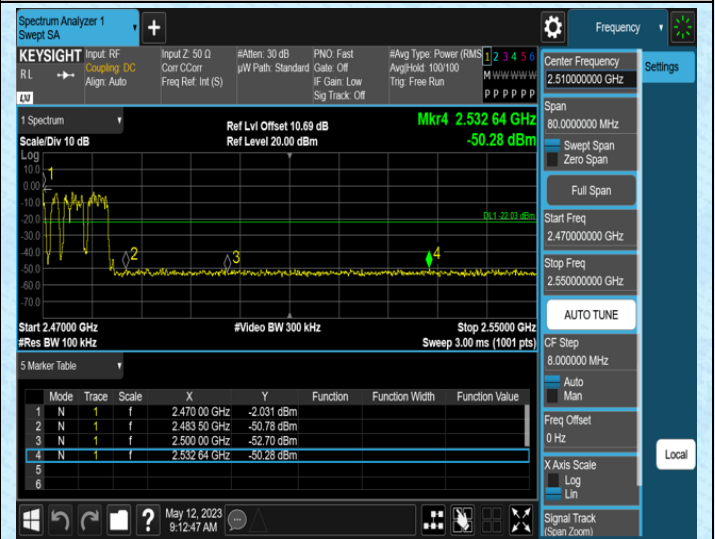 Spectrum Analyzer 1
Swept SA
+
Frequency
KEYSIGHT
RL
LXI
Input: RF
Coupling: DC
Align: Auto
Input Z: 50 Ω
Corr CCorr
Freq Ref: Int (S)
#Atten: 30 dB
µW Path: Standard
PNO: Fast
Gate: Off
IF Gain: Low
Sig Track: Off
#Avg Type: Power (RMS
Avg|Hold: 100/100
Trig: Free Run
1 2 3 4 5 6
M W W W W W
P P P P P P
1 Spectrum
Scale/Div 10 dB
Log
Ref Lvl Offset 10.69 dB
Ref Level 20.00 dBm
Mkr4 2.532 64 GHz
-50.28 dBm
10.0
0.00
-10.0
-20.0
-30.0
-40.0
-50.0
-60.0
-70.0
1
2
3
4
DL1 -22.03 dBm
Start 2.47000 GHz
#Video BW 300 kHz
Stop 2.55000 GHz
#Res BW 100 kHz
Sweep 3.00 ms (1001 pts)
5 Marker Table
Mode Trace Scale X Y Function Function Width Function Value
1 N 1 f 2.470 00 GHz -2.031 dBm
2 N 1 f 2.483 50 GHz -50.78 dBm
3 N 1 f 2.500 00 GHz -52.70 dBm
4 N 1 f 2.532 64 GHz -50.28 dBm
5
6
?
May 12, 2023
9:12:47 AM
Center Frequency
2.510000000 GHz
Span
80.0000000 MHz
Swept Span
Zero Span
Full Span
Start Freq
2.470000000 GHz
Stop Freq
2.550000000 GHz
AUTO TUNE
CF Step
8.000000 MHz
Auto
Man
Freq Offset
0 Hz
X Axis Scale
Log
Lin
Signal Track
(Span Zoom)
Settings
Local